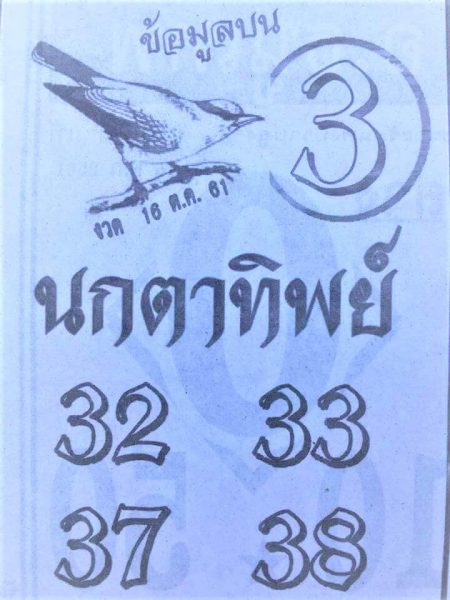 ข้อมูลบน
3
งวด 16 ต.ค. 61
นกตาทิพย์
32 33
37 38